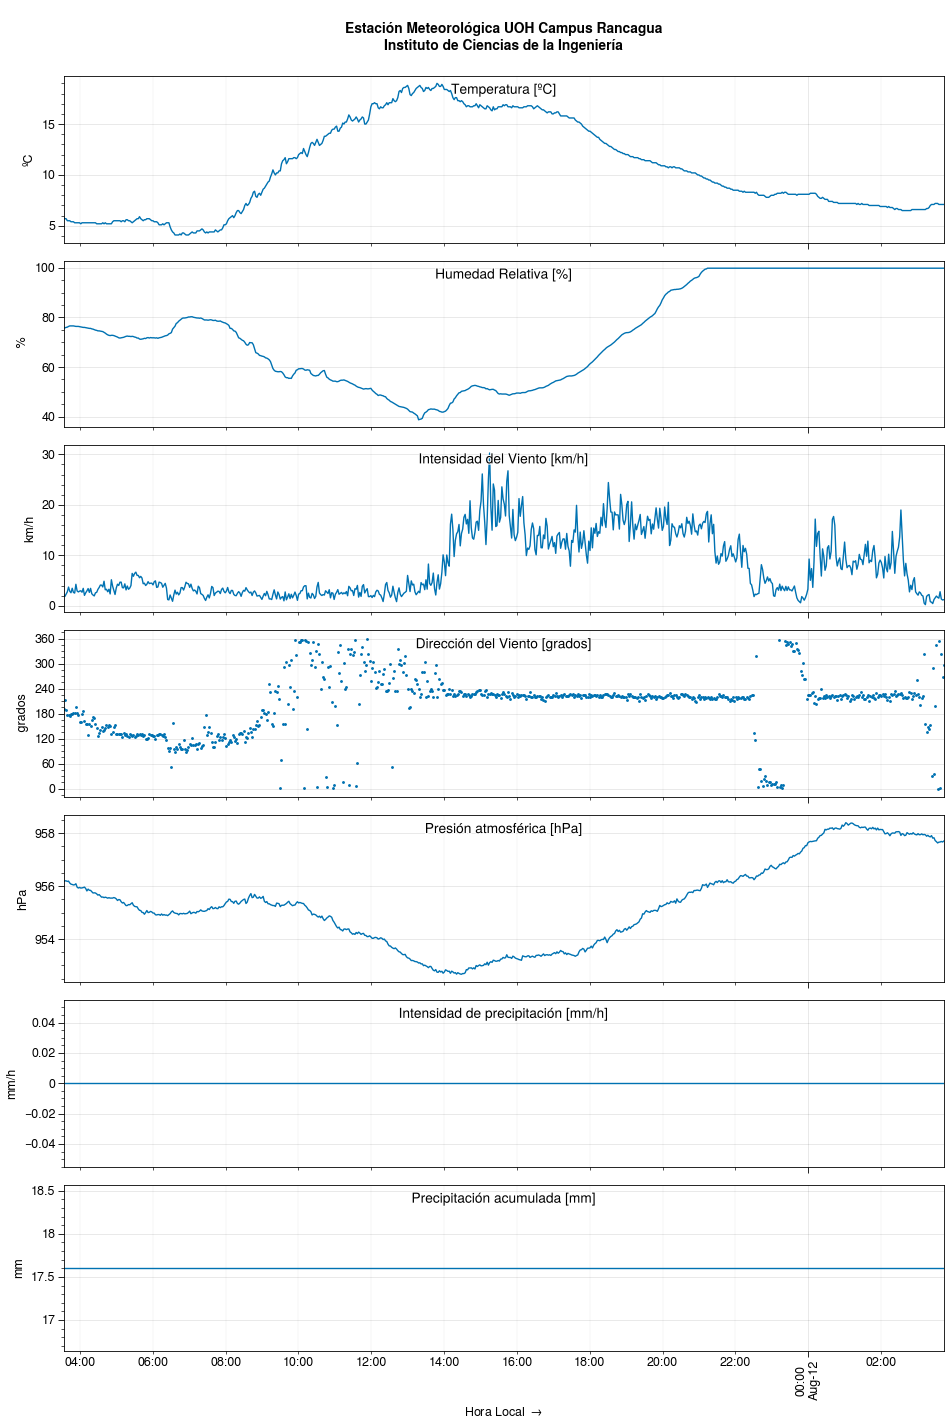 Estación Meteorológica UOH Campus Rancagua
Instituto de Ciencias de la Ingeniería
Temperatura [ºC]
ºC
15
10
5
Humedad Relativa [%]
%
100
80
60
40
Intensidad del Viento [km/h]
km/h
30
20
10
0
Dirección del Viento [grados]
grados
360
300
240
180
120
60
0
Presión atmosférica [hPa]
hPa
958
956
954
Intensidad de precipitación [mm/h]
mm/h
0.04
0.02
0
−0.02
−0.04
Precipitación acumulada [mm]
mm
18.5
18
17.5
17
04:00 06:00 08:00 10:00 12:00 14:00 16:00 18:00 20:00 22:00 00:00 02:00
Aug-12
Hora Local →